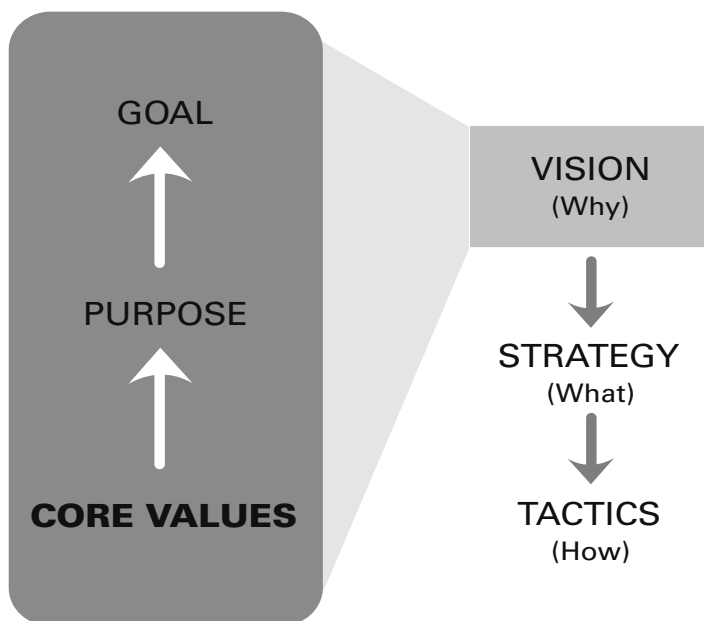 GOAL
PURPOSE
CORE VALUES
VISION
(Why)
STRATEGY
(What)
TACTICS
(How)